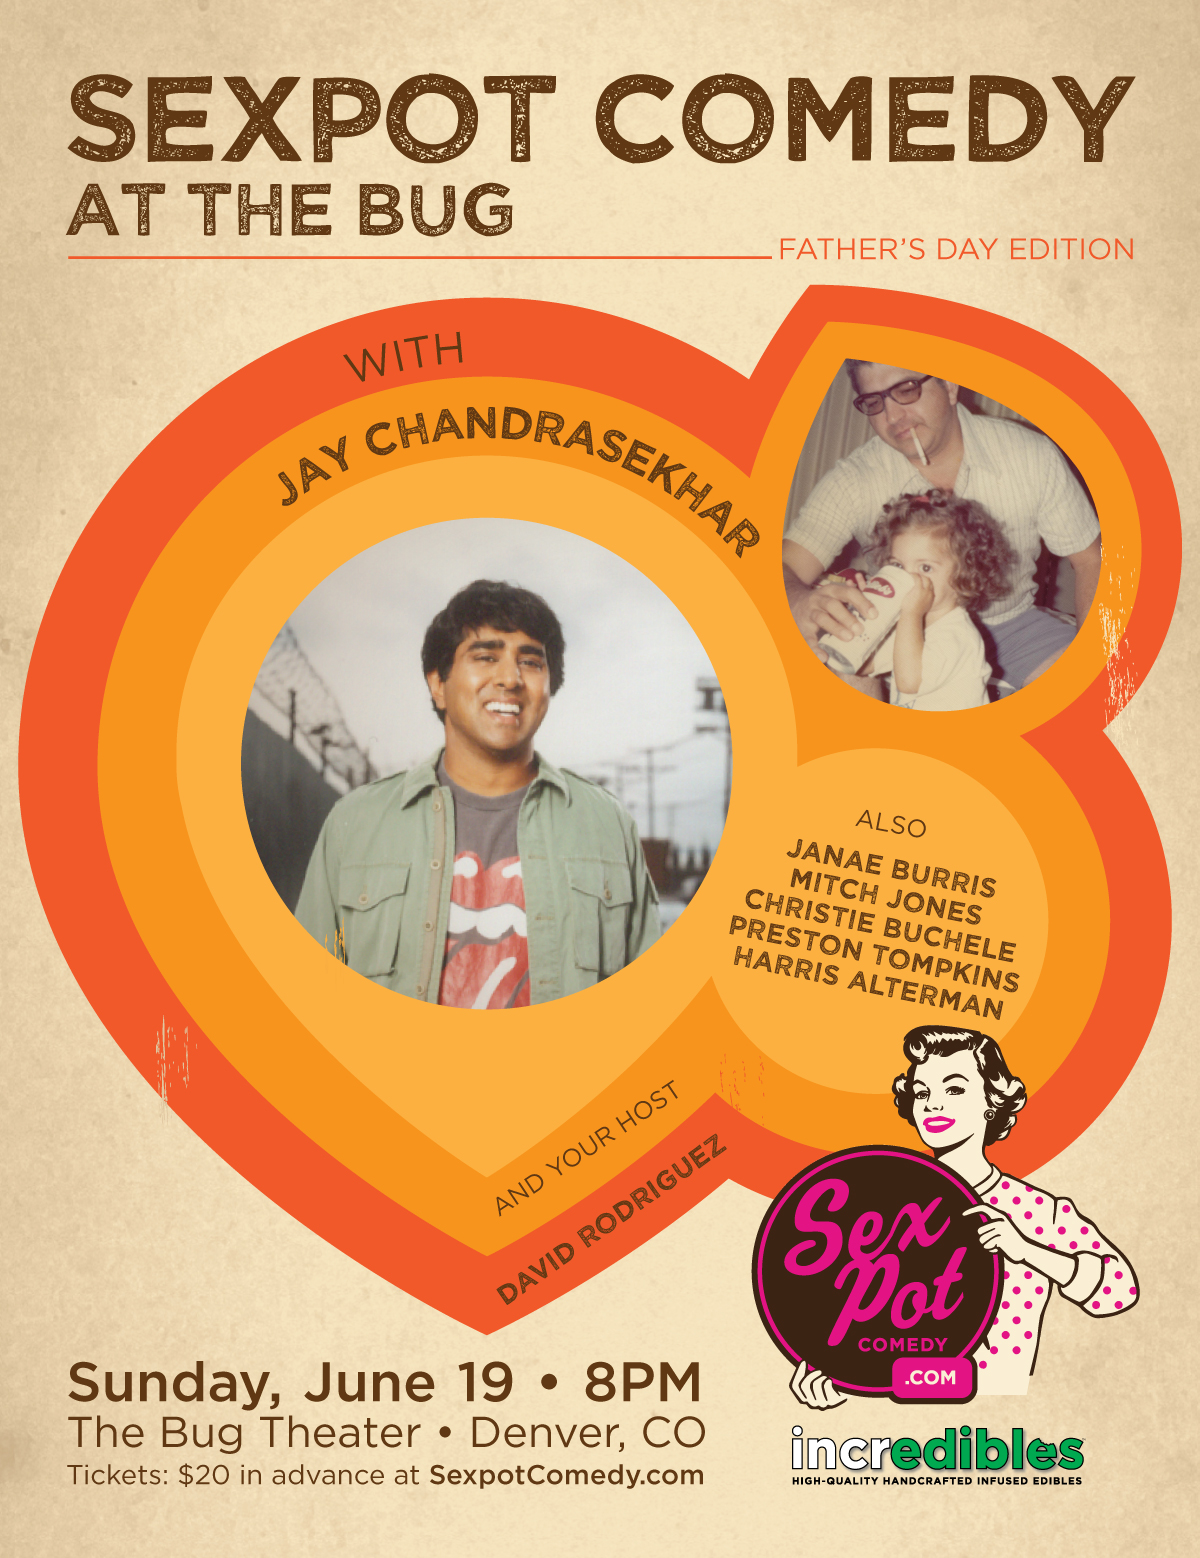 SEXPOT COMEDY
AT THE BUG
FATHER'S DAY EDITION
WITH
JAY CHANDRASEKHAR
ALSO
JANAE BURRIS
MITCH JONES
CHRISTIE BUCHELE
PRESTON TOMPKINS
HARRIS ALTERMAN
AND YOUR HOST
DAVID RODRIGUEZ
Sex
Pot
COMEDY
.COM
Sunday, June 19 • 8PM
The Bug Theater • Denver, CO
Tickets: $20 in advance at SexpotComedy.com
incredibles
HIGH-QUALITY HANDCRAFTED INFUSED EDIBLES